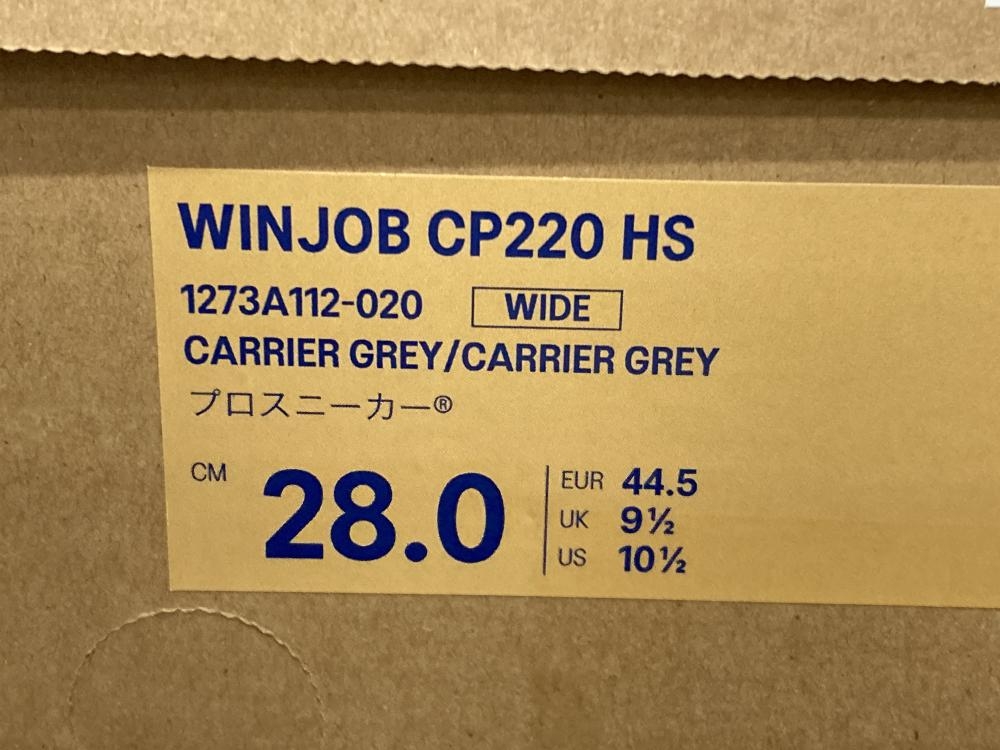 WINJOB CP220 HS
1273A112-020 WIDE
CARRIER GREY/CARRIER GREY
プロスニーカー®
CM 28.0
EUR 44.5
UK 9½
US 10½